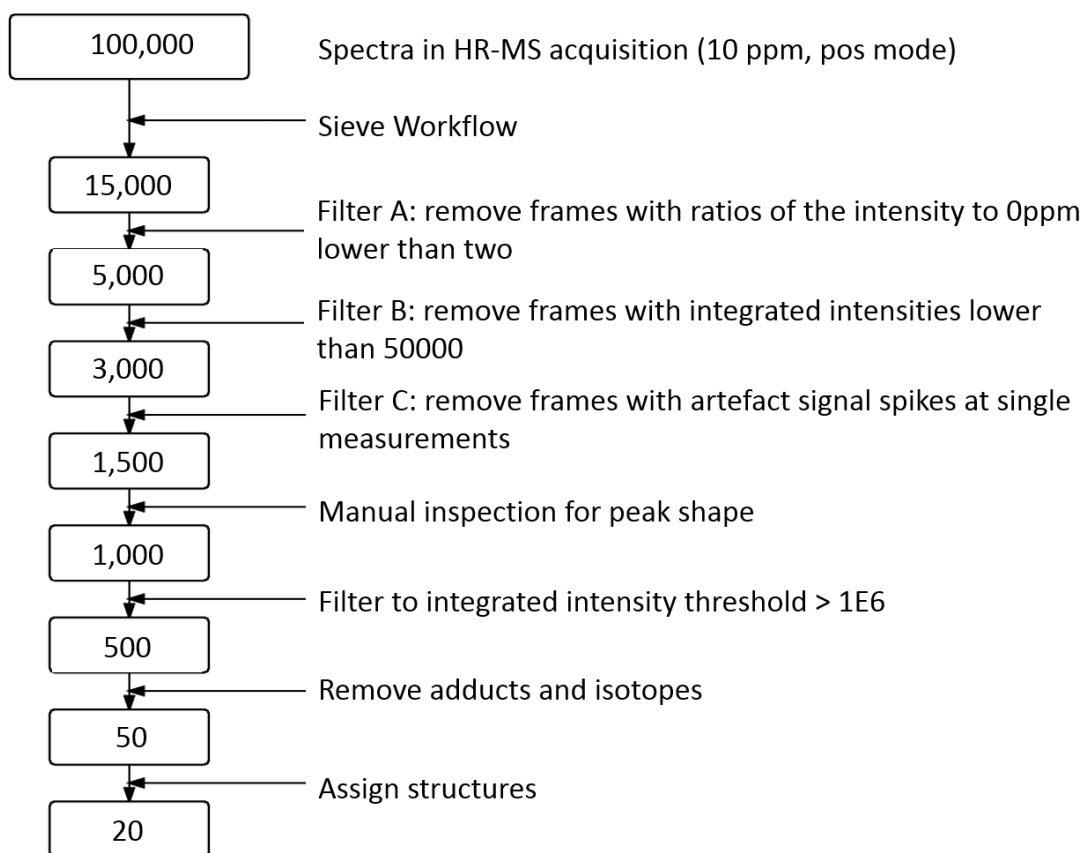 100,000
Spectra in HR-MS acquisition (10 ppm, pos mode)
Sieve Workflow
15,000
Filter A: remove frames with ratios of the intensity to 0ppm
lower than two
5,000
Filter B: remove frames with integrated intensities lower
than 50000
3,000
Filter C: remove frames with artefact signal spikes at single
measurements
1,500
Manual inspection for peak shape
1,000
Filter to integrated intensity threshold > 1E6
500
Remove adducts and isotopes
50
Assign structures
20